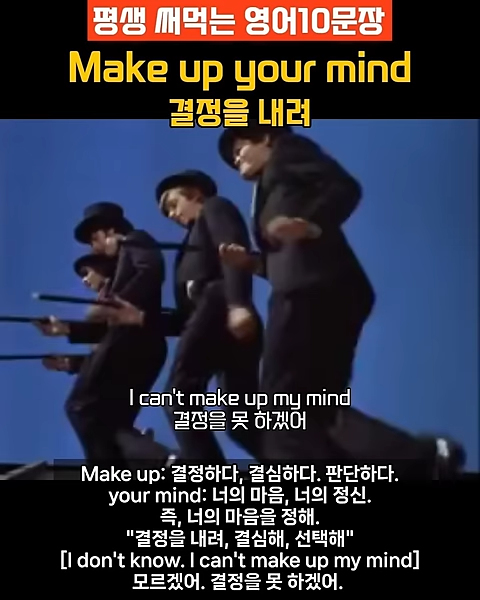 평생 써먹는 영어10문장
Make up your mind
결정을 내려
I can't make up my mind
결정을 못 하겠어
Make up: 결정하다, 결심하다. 판단하다.
your mind: 너의 마음, 너의 정신.
즉, 너의 마음을 정해.
"결정을 내려, 결심해, 선택해"
[I don't know. I can't make up my mind]
모르겠어. 결정을 못 하겠어.